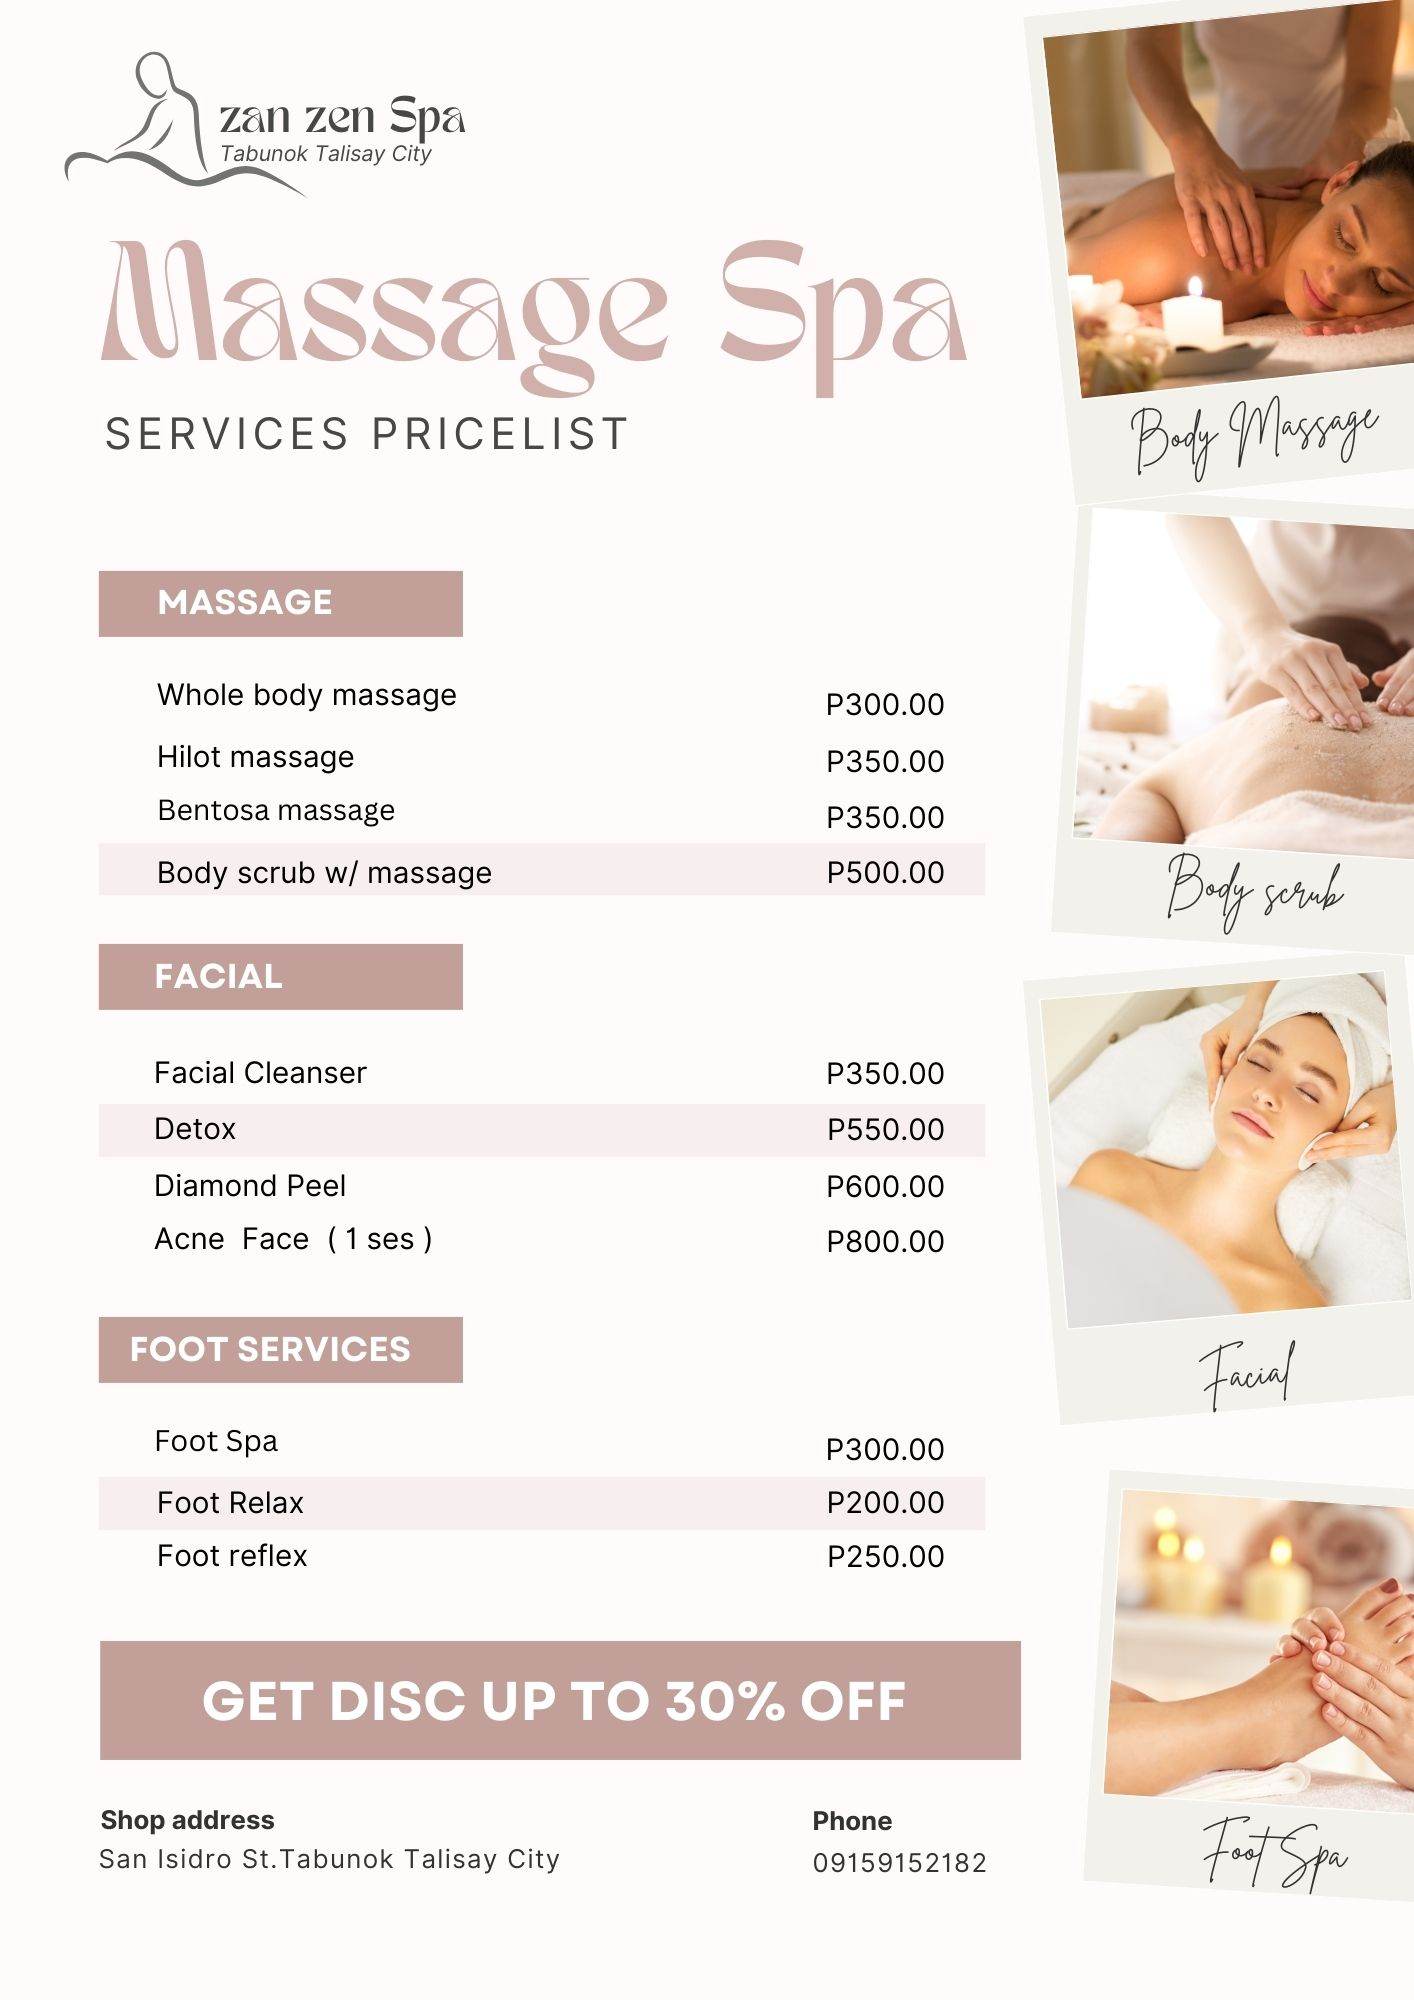 zan zen Spa
Tabunok Talisay City
Massage Spa
SERVICES PRICELIST
MASSAGE
Whole body massage P300.00
Hilot massage P350.00
Bentosa massage P350.00
Body scrub w/ massage P500.00
FACIAL
Facial Cleanser P350.00
Detox P550.00
Diamond Peel P600.00
Acne Face ( 1 ses ) P800.00
FOOT SERVICES
Foot Spa P300.00
Foot Relax P200.00
Foot reflex P250.00
GET DISC UP TO 30% OFF
Shop address
San Isidro St.Tabunok Talisay City
Phone
09159152182
Body Massage
Body scrub
Facial
Foot Spa